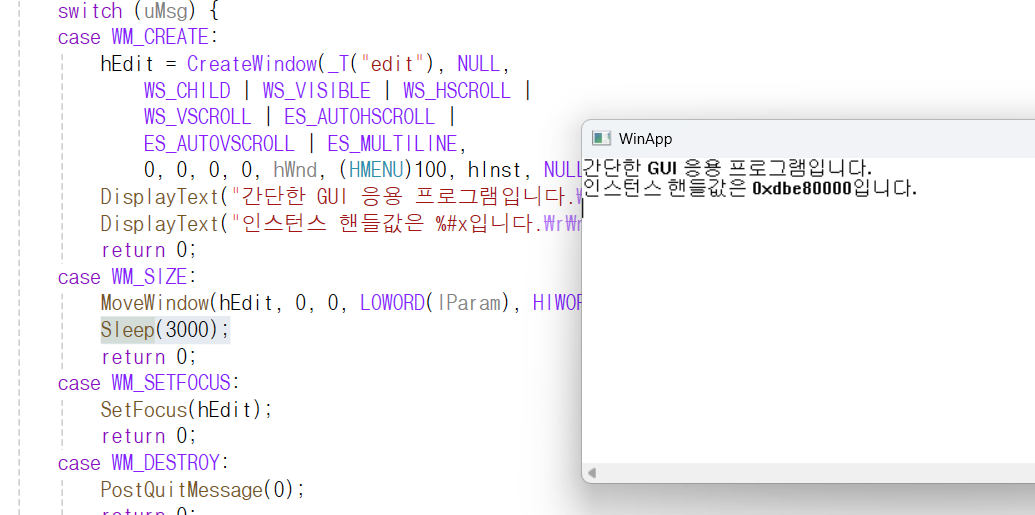 switch (uMsg) {
case WM_CREATE:
hEdit = CreateWindow(_T("edit"), NULL,
WS_CHILD | WS_VISIBLE | WS_HSCROLL |
WS_VSCROLL | ES_AUTOHSCROLL |
ES_AUTOVSCROLL | ES_MULTILINE,
0, 0, 0, 0, hWnd, (HMENU)100, hInst, NULL
DisplayText("간단한 GUI 응용 프로그램입니다.
DisplayText("인스턴스 핸들값은 %#x입니다.₩r₩n
return 0;
case WM_SIZE:
MoveWindow(hEdit, 0, 0, LOWORD(lParam),
Sleep(3000);
return 0;
case WM_SETFOCUS:
SetFocus(hEdit);
return 0;
case WM_DESTROY:
PostQuitMessage(0);
return 0;
WinApp
간단한 GUI 응용 프로그램입니다.
인스턴스 핸들값은 0xdbe80000입니다.